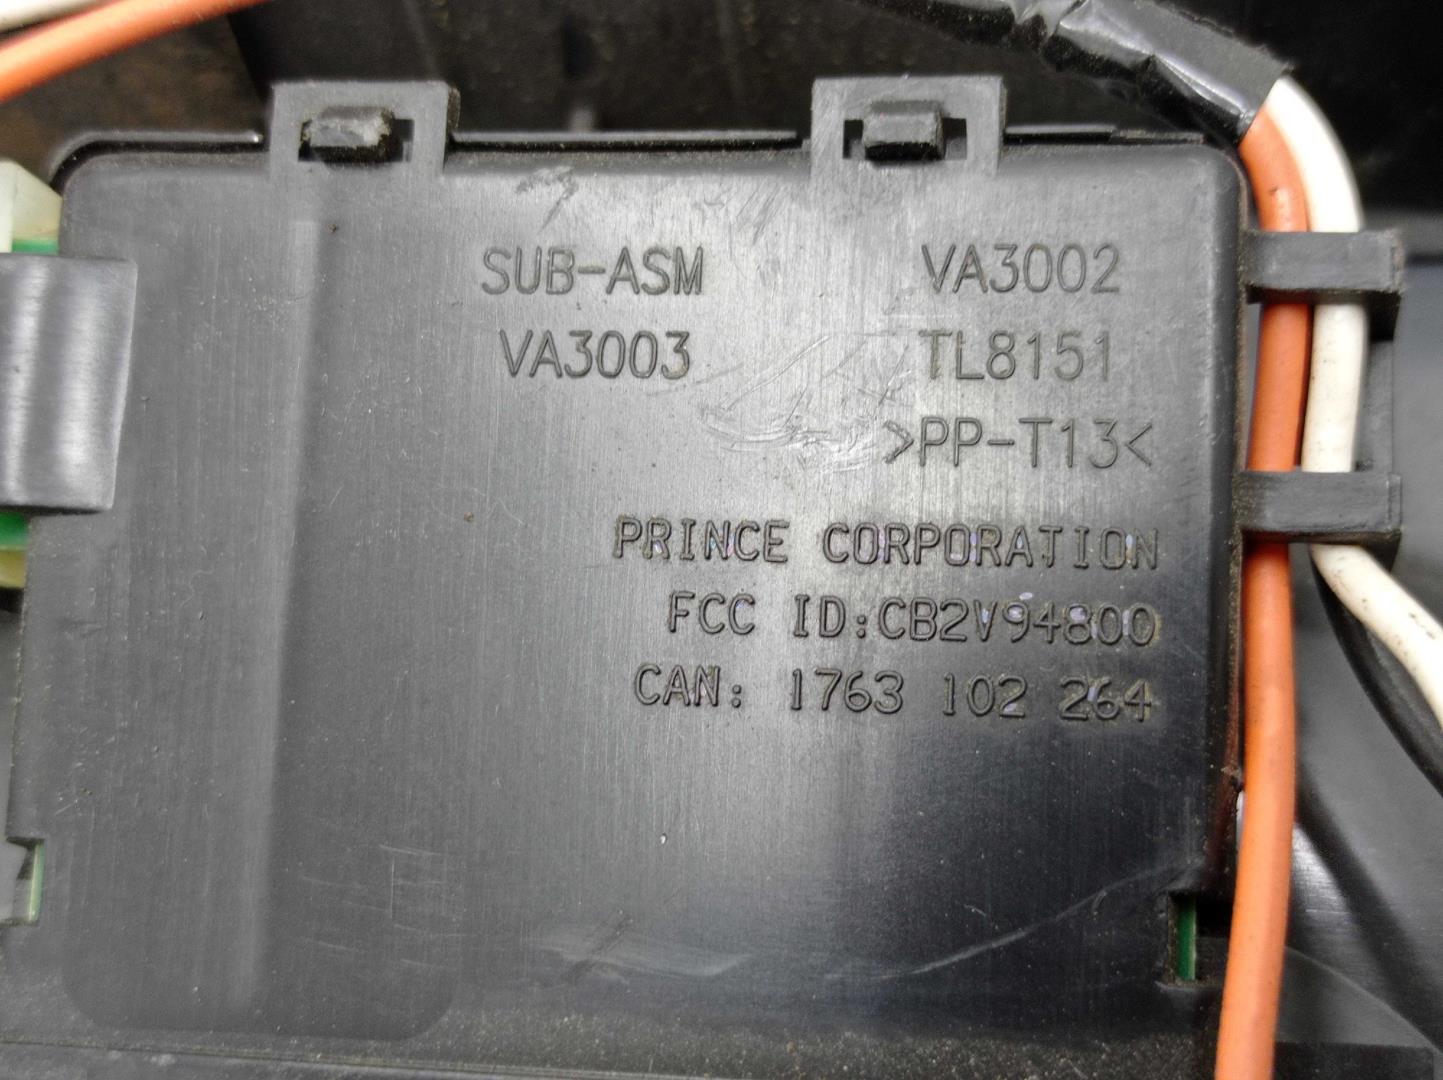 SUB-ASM VA3002
VA3003 TL8151
>PP-T13<
PRINCE CORPORATION
FCC ID:CB2V94800
CAN: 1763 102 264